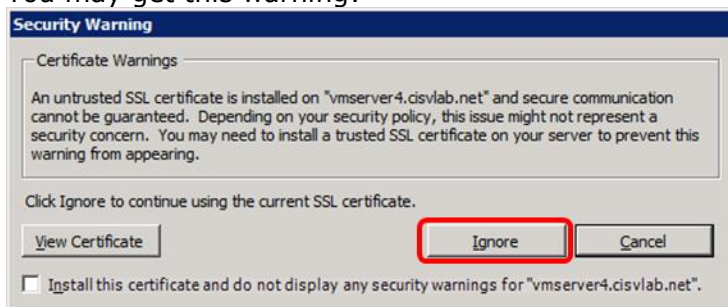 You may get this warning:
Security Warning
Certificate Warnings
An untrusted SSL certificate is installed on "vmserver4.cisvlab.net" and secure communication
cannot be guaranteed. Depending on your security policy, this issue might not represent a
security concern. You may need to install a trusted SSL certificate on your server to prevent this
warning from appearing.
Click Ignore to continue using the current SSL certificate.
View Certificate Ignore Cancel
Install this certificate and do not display any security warnings for "vmserver4.cisvlab.net".